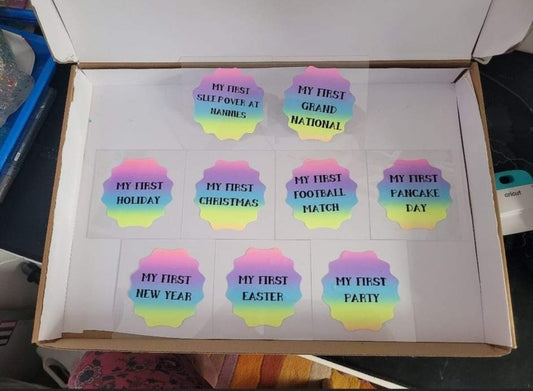 MY FIRST
SLEEPOVER AT
NANNIES
MY FIRST
GRAND
NATIONAL
MY FIRST
HOLIDAY
MY FIRST
CHRISTMAS
MY FIRST
FOOTBALL
MATCH
MY FIRST
PANCAKE
DAY
cricut
MY FIRST
NEW YEAR
MY FIRST
EASTER
MY FIRST
PARTY